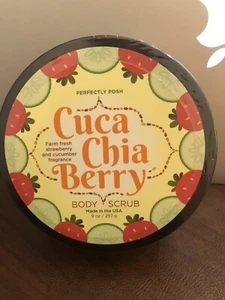 PERFECTLY POSH
Cuca
Chia
Berry
Farm fresh
strawberry
and cucumber
fragrance
BODY SCRUB
Made in the USA
9 oz / 257 g